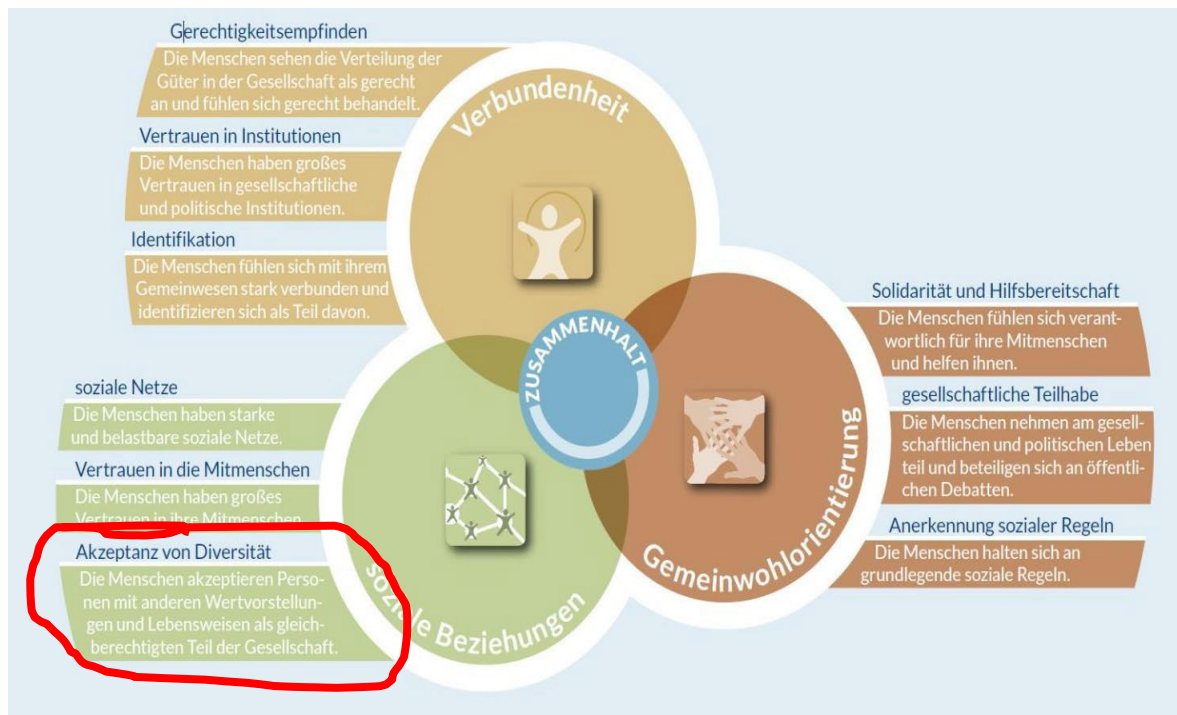 Gerechtigkeitsempfinden
Die Menschen sehen die Verteilung der
Güter in der Gesellschaft als gerecht
an und fühlen sich gerecht behandelt.
Vertrauen in Institutionen
Die Menschen haben großes
Vertrauen in gesellschaftliche
und politische Institutionen.
Identifikation
Die Menschen fühlen sich mit ihrem
Gemeinwesen stark verbunden und
identifizieren sich als Teil davon.
Verbundenheit
ZUSAMMENHALT
Solidarität und Hilfsbereitschaft
Die Menschen fühlen sich verant-
wortlich für ihre Mitmenschen
und helfen ihnen.
gesellschaftliche Teilhabe
Die Menschen nehmen am gesell-
schaftlichen und politischen Leben
teil und beteiligen sich an öffentli-
chen Debatten.
Anerkennung sozialer Regeln
Die Menschen halten sich an
grundlegende soziale Regeln.
Gemeinwohlorientierung
soziale Netze
Die Menschen haben starke
und belastbare soziale Netze.
Vertrauen in die Mitmenschen
Die Menschen haben großes
Vertrauen in ihre Mitmenschen
Akzeptanz von Diversität
Die Menschen akzeptieren Perso-
nen mit anderen Wertvorstellun-
gen und Lebensweisen als gleich-
berechtigten Teil der Gesellschaft.
soziale Beziehungen